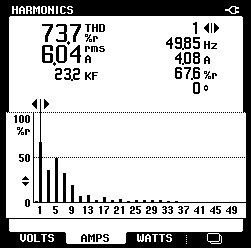 HARMONICS
73.7 THD %r
1
6.04 rms A
49.85 Hz
23.2 KF
4.08 A
67.6 %r
0°
100
%r
50
0
1 5 9 13 17 21 25 29 33 37 41 45 49
VOLTS AMPS WATTS